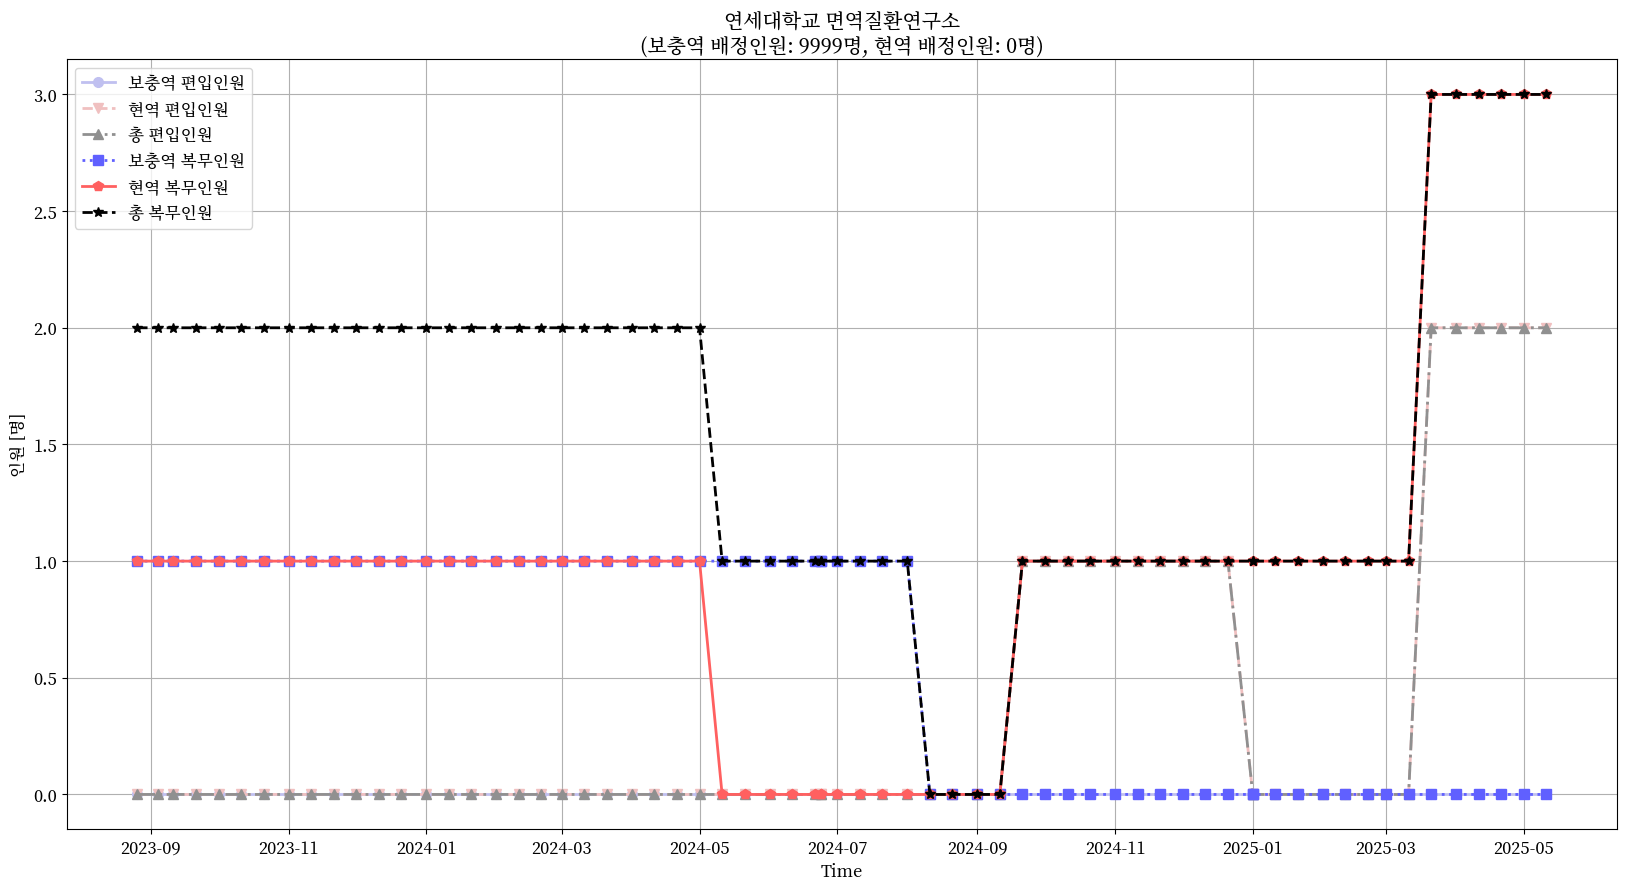 연세대학교 면역질환연구소
(보충역 배정인원: 9999명, 현역 배정인원: 0명)
보충역 편입인원
현역 편입인원
총 편입인원
보충역 복무인원
현역 복무인원
총 복무인원
3.0
2.5
2.0
1.5
1.0
0.5
0.0
인원 [명]
2023-09 2023-11 2024-01 2024-03 2024-05 2024-07 2024-09 2024-11 2025-01 2025-03 2025-05
Time